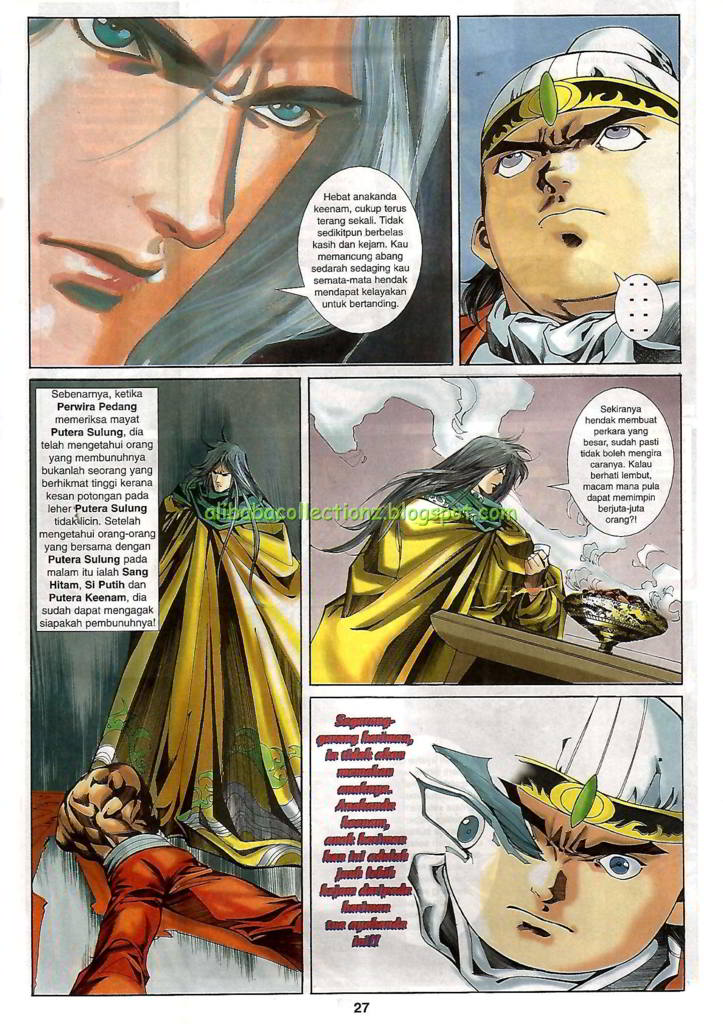 Hebat anakanda
keenam, cukup terus
terang sekali. Tidak
sedikitpun berbelas
kasih dan kejam. Kau
memancung abang
sedarah sedaging kau
semata-mata hendak
mendapat kelayakan
untuk bertanding.
Sebenarnya, ketika
Perwira Pedang
memeriksa mayat
Putera Sulung, dia
telah mengetahui orang
yang membunuhnya
bukanlah seorang yang
berhikmat tinggi kerana
kesan potongan pada
leher Putera Sulung
tidak licin. Setelah
mengetahui orang-orang
yang bersama dengan
Putera Sulung pada
malam itu ialah Sang
Hitam, Si Putih dan
Putera Keenam, dia
sudah dapat mengagak
siapakah pembunuhnya!
Sekiranya
hendak membuat
perkara yang
besar, sudah pasti
tidak boleh mengira
caranya. Kalau
berhati lembut,
macam mana pula
dapat memimpin
berjuta-juta
orang?!
alibabacollectionz.blogspot.com
Segarang-
garang harimau,
ia tidak akan
memakan
anaknya.
Anakanda
keenam,
anak harimau
kau ini adalah
jauh lebih
kejam daripada
harimau
tua ayahanda
ini!!
27